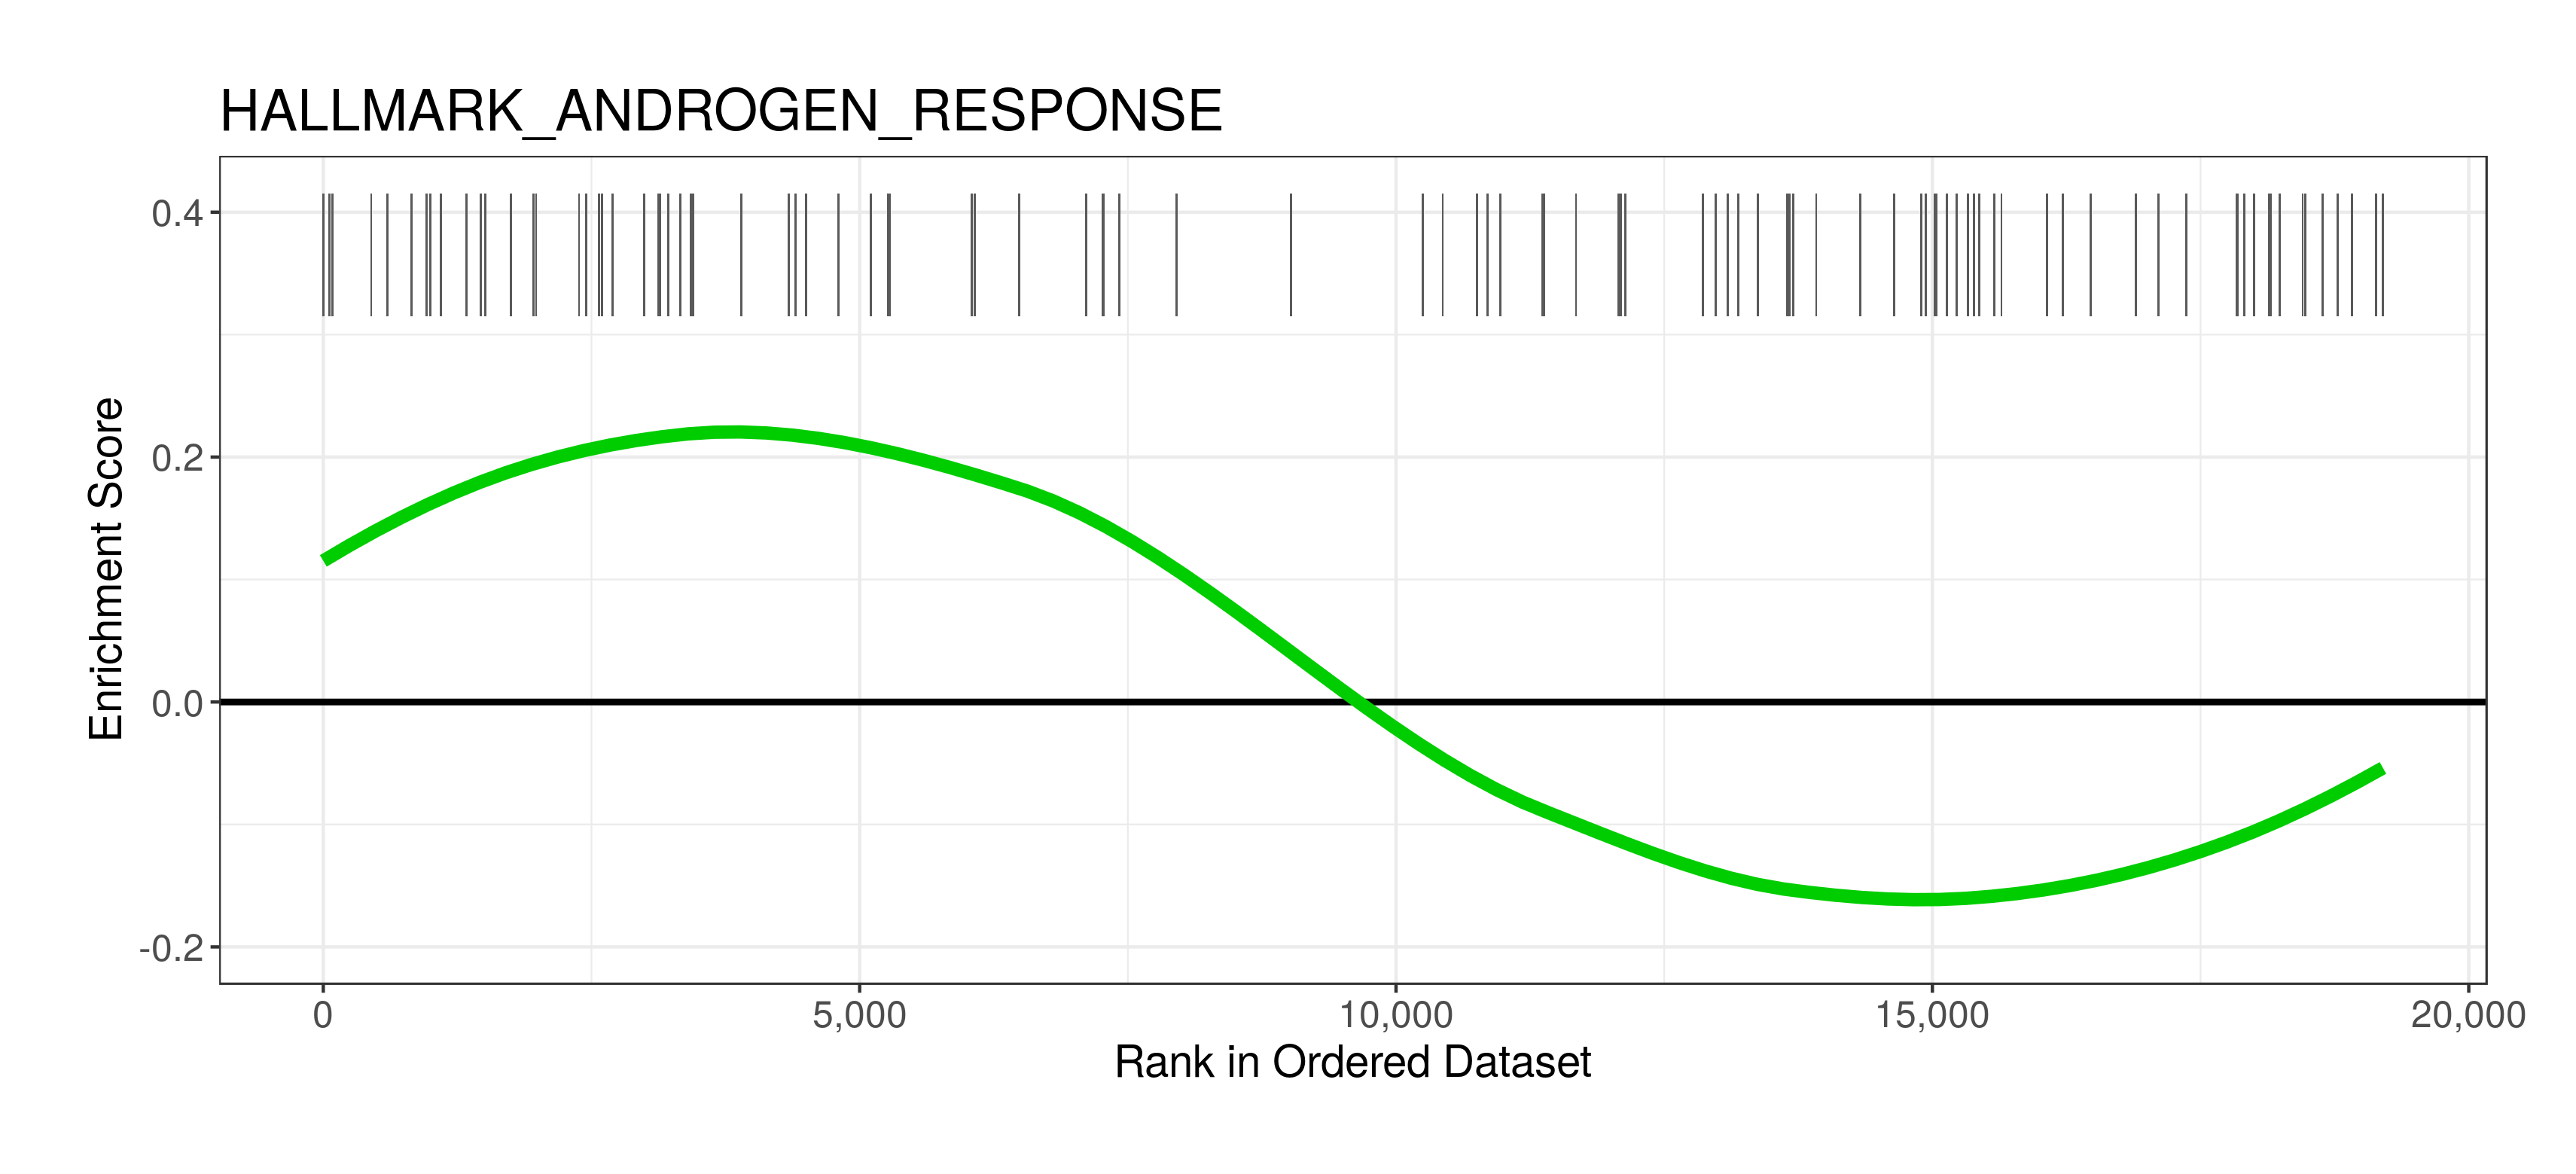 HALLMARK_ANDROGEN_RESPONSE
0.4
0.2
0.0
-0.2
Enrichment Score
0 5,000 10,000 15,000 20,000
Rank in Ordered Dataset